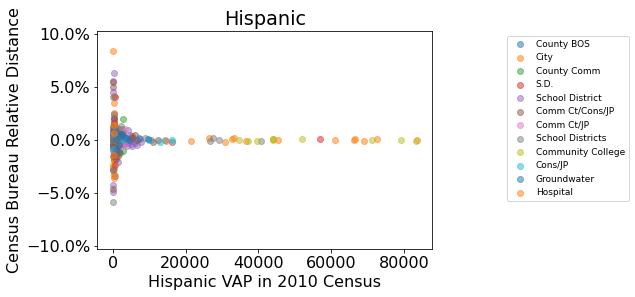 Hispanic
Census Bureau Relative Distance
10.0%
5.0%
0.0%
−5.0%
−10.0%
0
20000
40000
60000
80000
Hispanic VAP in 2010 Census
County BOS
City
County Comm
S.D.
School District
Comm Ct/Cons/JP
Comm Ct/JP
School Districts
Community College
Cons/JP
Groundwater
Hospital